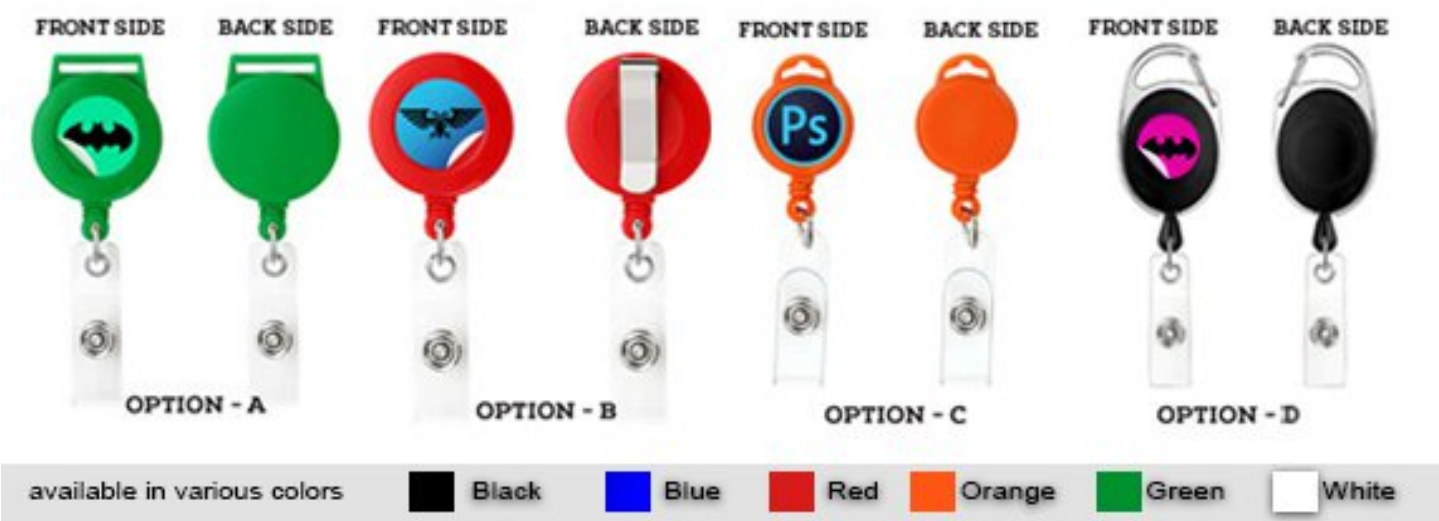 FRONT SIDE BACK SIDE FRONT SIDE BACK SIDE FRONT SIDE BACK SIDE FRONT SIDE BACK SIDE
Ps
OPTION - A OPTION - B OPTION - C OPTION - D
available in various colors Black Blue Red Orange Green White